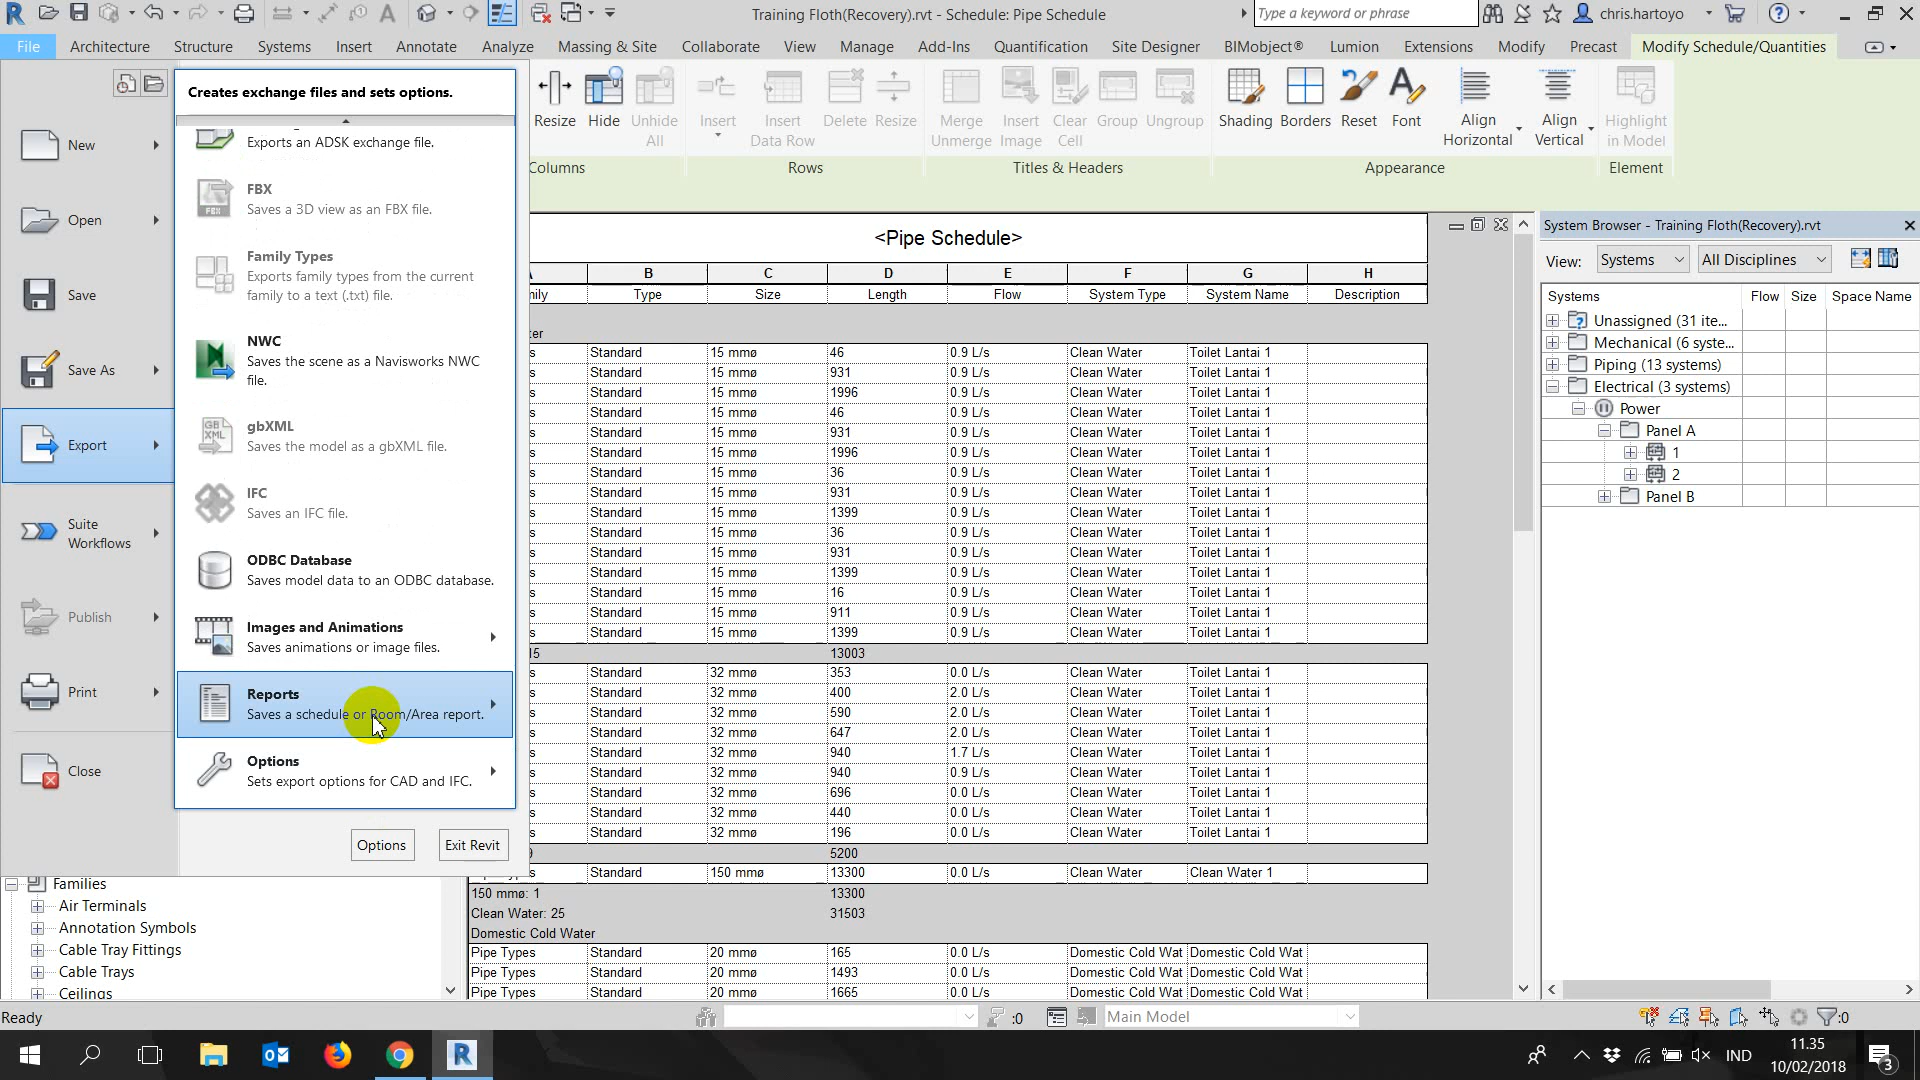 Training Floth(Recovery).rvt - Schedule: Pipe Schedule
Type a keyword or phrase
chris.hartoyo
File Architecture Structure Systems Insert Annotate Analyze Massing & Site Collaborate View Manage Add-Ins Quantification Site Designer BIMobject® Lumion Extensions Modify Precast Modify Schedule/Quantities
Resize Hide Unhide All
Columns
Insert Insert Data Row Delete Resize
Rows
Merge Unmerge Insert Image Clear Cell Group Ungroup
Titles & Headers
Shading Borders Reset Font Align Horizontal Align Vertical
Appearance
Highlight in Model
Element
New
Open
Save
Save As
Export
Suite Workflows
Publish
Print
Close
Creates exchange files and sets options.
Exports an ADSK exchange file.
FBX
Saves a 3D view as an FBX file.
Family Types
Exports family types from the current
family to a text (.txt) file.
NWC
Saves the scene as a Navisworks NWC
file.
gbXML
Saves the model as a gbXML file.
IFC
Saves an IFC file.
ODBC Database
Saves model data to an ODBC database.
Images and Animations
Saves animations or image files.
Reports
Saves a schedule or Room/Area report.
Options
Sets export options for CAD and IFC.
Options Exit Revit
<Pipe Schedule>
B C D E F G H
Type Size Length Flow System Type System Name Description
Standard 15 mmø 46 0.9 L/s Clean Water Toilet Lantai 1
Standard 15 mmø 931 0.9 L/s Clean Water Toilet Lantai 1
Standard 15 mmø 1996 0.9 L/s Clean Water Toilet Lantai 1
Standard 15 mmø 46 0.9 L/s Clean Water Toilet Lantai 1
Standard 15 mmø 931 0.9 L/s Clean Water Toilet Lantai 1
Standard 15 mmø 1996 0.9 L/s Clean Water Toilet Lantai 1
Standard 15 mmø 36 0.9 L/s Clean Water Toilet Lantai 1
Standard 15 mmø 931 0.9 L/s Clean Water Toilet Lantai 1
Standard 15 mmø 1399 0.9 L/s Clean Water Toilet Lantai 1
Standard 15 mmø 36 0.9 L/s Clean Water Toilet Lantai 1
Standard 15 mmø 931 0.9 L/s Clean Water Toilet Lantai 1
Standard 15 mmø 1399 0.9 L/s Clean Water Toilet Lantai 1
Standard 15 mmø 16 0.9 L/s Clean Water Toilet Lantai 1
Standard 15 mmø 911 0.9 L/s Clean Water Toilet Lantai 1
Standard 15 mmø 1399 0.9 L/s Clean Water Toilet Lantai 1
13003
Standard 32 mmø 353 0.0 L/s Clean Water Toilet Lantai 1
Standard 32 mmø 400 2.0 L/s Clean Water Toilet Lantai 1
Standard 32 mmø 590 2.0 L/s Clean Water Toilet Lantai 1
Standard 32 mmø 647 2.0 L/s Clean Water Toilet Lantai 1
Standard 32 mmø 940 1.7 L/s Clean Water Toilet Lantai 1
Standard 32 mmø 940 0.9 L/s Clean Water Toilet Lantai 1
Standard 32 mmø 696 0.0 L/s Clean Water Toilet Lantai 1
Standard 32 mmø 440 0.0 L/s Clean Water Toilet Lantai 1
Standard 32 mmø 196 0.0 L/s Clean Water Toilet Lantai 1
5200
Standard 150 mmø 13300 0.0 L/s Clean Water Clean Water 1
150 mmø: 1 13300
Clean Water: 25 31503
Domestic Cold Water
Pipe Types Standard 20 mmø 165 0.0 L/s Domestic Cold Wat Domestic Cold Wat
Pipe Types Standard 20 mmø 1493 0.0 L/s Domestic Cold Wat Domestic Cold Wat
Pipe Types Standard 20 mmø 1665 0.0 L/s Domestic Cold Wat Domestic Cold Wat
System Browser - Training Floth(Recovery).rvt
View: Systems All Disciplines
Systems Flow Size Space Name
Unassigned (31 ite...
Mechanical (6 syste...
Piping (13 systems)
Electrical (3 systems)
Power
Panel A
1
2
Panel B
Families
Air Terminals
Annotation Symbols
Cable Tray Fittings
Cable Trays
Ceilings
Ready
:0
Main Model
:0
IND
11.35
10/02/2018
3